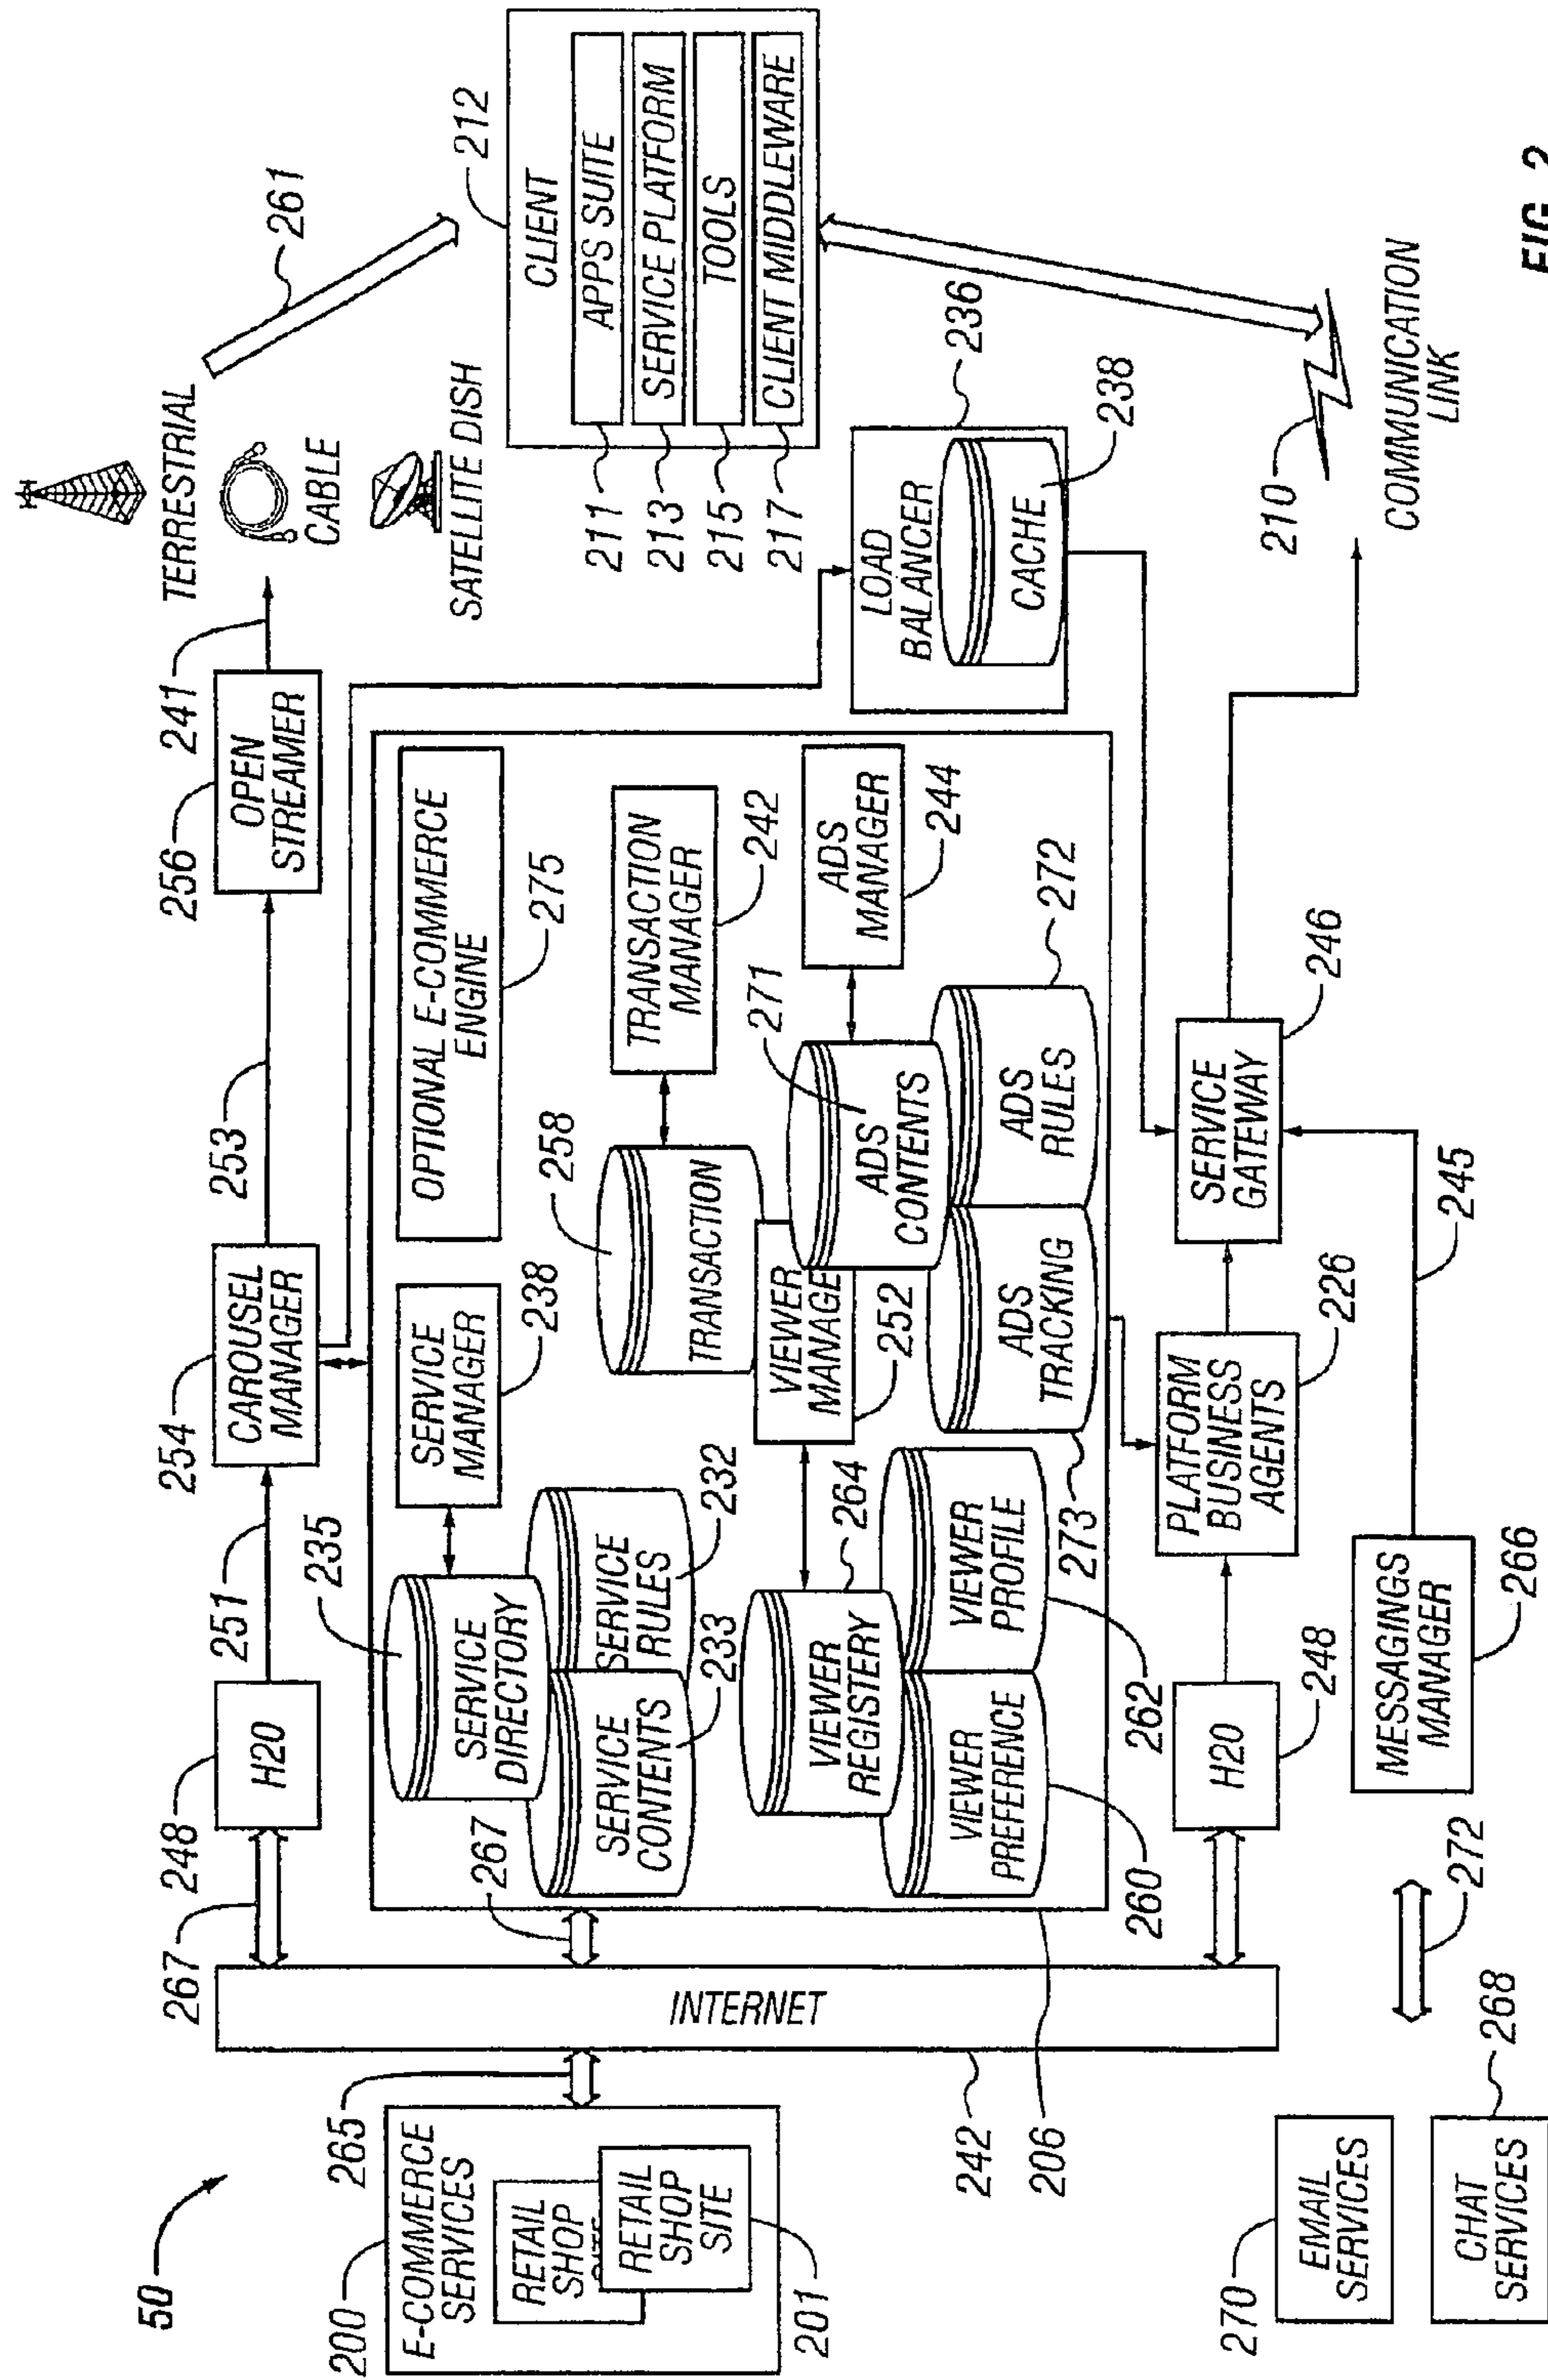 50
200
E-COMMERCE
SERVICES
RETAIL
SHOP
RETAIL
SHOP
SITE
201
265
INTERNET
242
206
267
248
H20
251
254
CAROUSEL
MANAGER
253
256
OPEN
STREAMER
241
TERRESTRIAL
CABLE
SATELLITE DISH
261
212
CLIENT
APPS SUITE
SERVICE PLATFORM
TOOLS
CLIENT MIDDLEWARE
211
213
215
217
267
235
SERVICE
DIRECTORY
SERVICE
CONTENTS
233
SERVICE
RULES
232
SERVICE
MANAGER
238
OPTIONAL E-COMMERCE
ENGINE
275
258
TRANSACTION
TRANSACTION
MANAGER
242
VIEWER
REGISTERY
264
VIEWER
PREFERENCE
260
VIEWER
PROFILE
262
VIEWER
MANAGE
252
271
ADS
CONTENTS
ADS
MANAGER
244
ADS
TRACKING
273
ADS
RULES
272
LOAD
BALANCER
236
CACHE
238
H20
248
PLATFORM
BUSINESS
AGENTS
226
SERVICE
GATEWAY
246
210
COMMUNICATION
LINK
MESSAGINGS
MANAGER
266
245
272
270
EMAIL
SERVICES
CHAT
SERVICES
268
FIG. 2